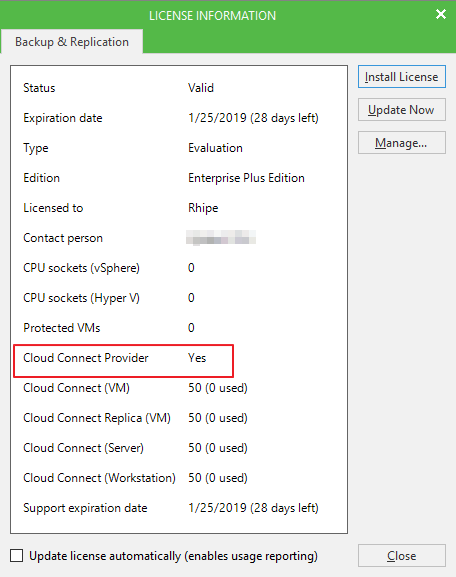 LICENSE INFORMATION
Backup & Replication
Status Valid
Expiration date 1/25/2019 (28 days left)
Type Evaluation
Edition Enterprise Plus Edition
Licensed to Rhipe
Contact person
CPU sockets (vSphere) 0
CPU sockets (Hyper V) 0
Protected VMs 0
Cloud Connect Provider Yes
Cloud Connect (VM) 50 (0 used)
Cloud Connect Replica (VM) 50 (0 used)
Cloud Connect (Server) 50 (0 used)
Cloud Connect (Workstation) 50 (0 used)
Support expiration date 1/25/2019 (28 days left)
Install License
Update Now
Manage...
Update license automatically (enables usage reporting)
Close